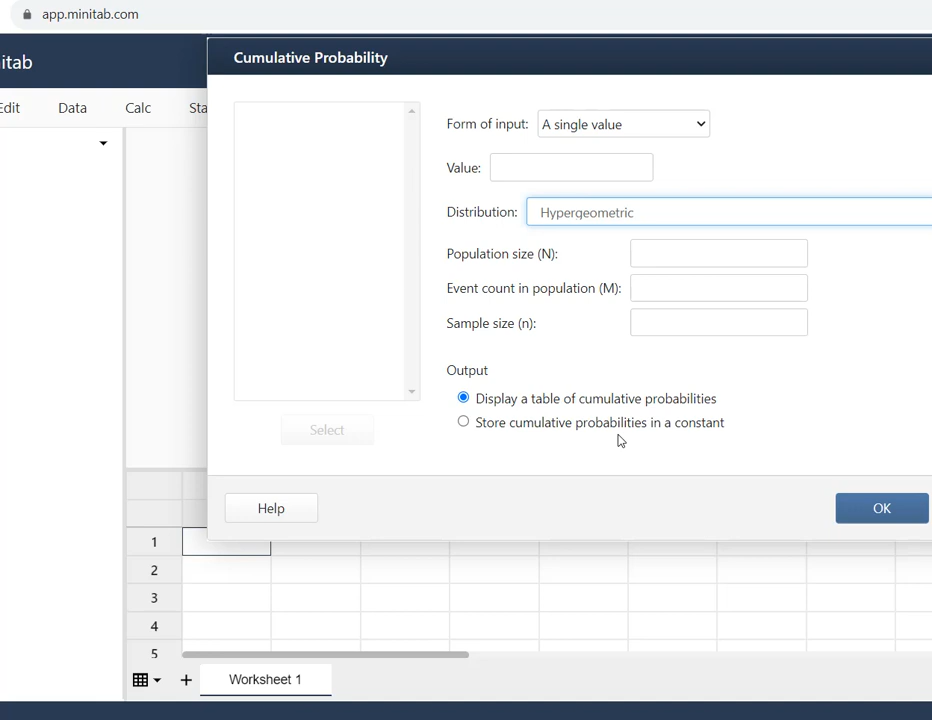 app.minitab.com
itab
Cumulative Probability
Edit Data Calc Sta
Form of input: A single value
Value:
Distribution: Hypergeometric
Population size (N):
Event count in population (M):
Sample size (n):
Output
Display a table of cumulative probabilities
Store cumulative probabilities in a constant
Select
Help OK
1
2
3
4
5
+ Worksheet 1